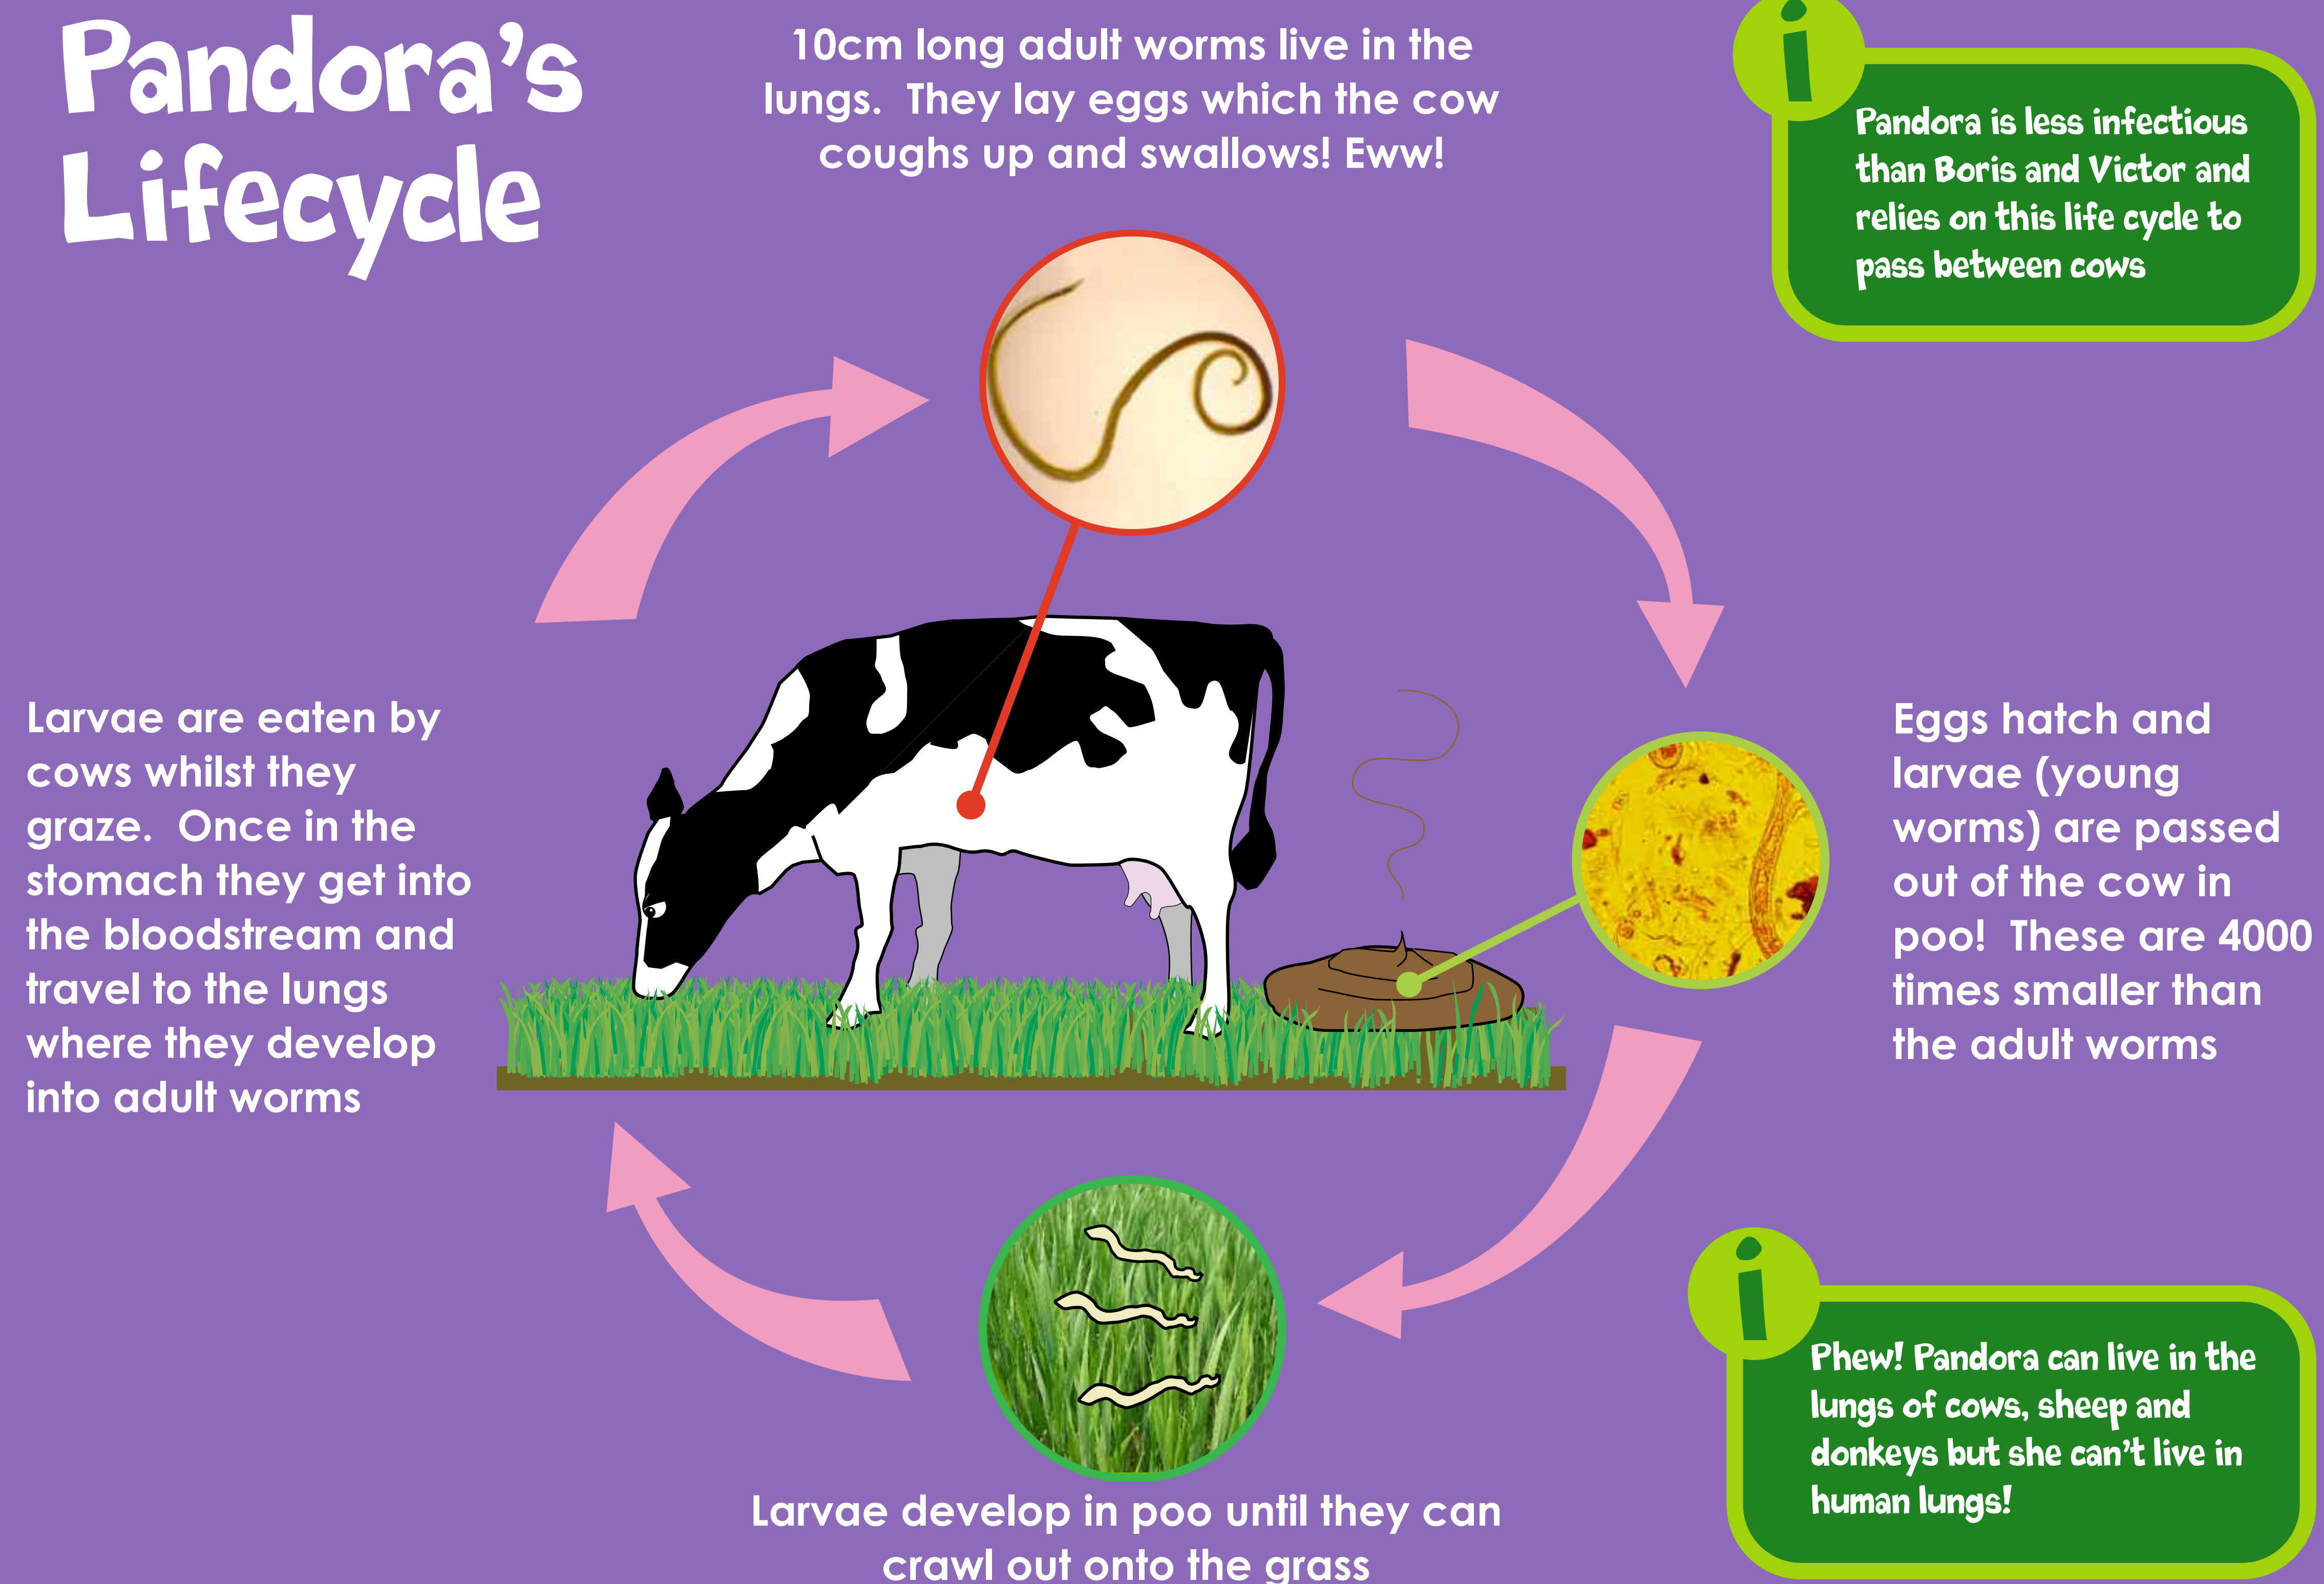 Pandora's
Lifecycle
10cm long adult worms live in the
lungs.  They lay eggs which the cow
coughs up and swallows! Eww!
i
Pandora is less infectious
than Boris and Victor and
relies on this life cycle to
pass between cows
Eggs hatch and
larvae (young
worms) are passed
out of the cow in
poo!  These are 4000
times smaller than
the adult worms
Larvae develop in poo until they can
crawl out onto the grass
Larvae are eaten by
cows whilst they
graze.  Once in the
stomach they get into
the bloodstream and
travel to the lungs
where they develop
into adult worms
i
Phew! Pandora can live in the
lungs of cows, sheep and
donkeys but she can't live in
human lungs!